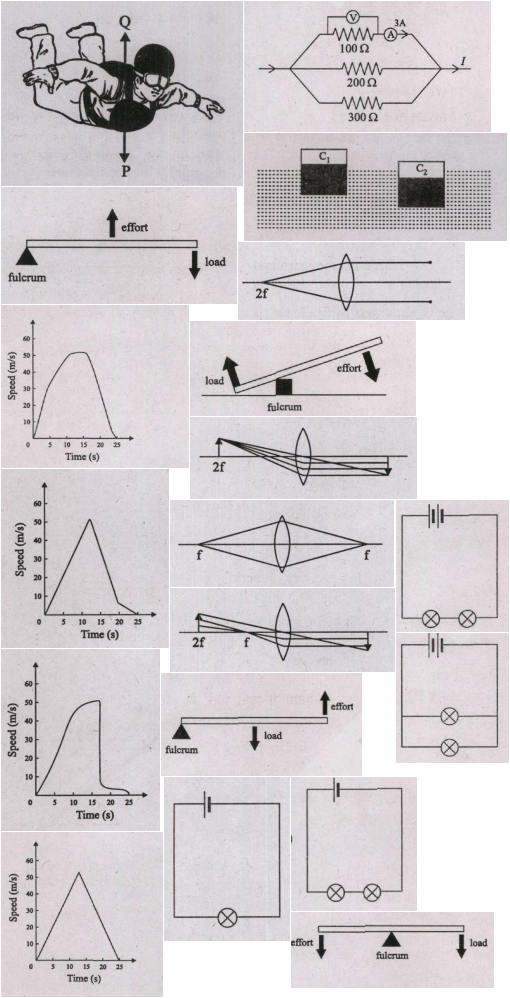 Q
P
V
3A
A
100 Ω
I
200 Ω
300 Ω
C1
C2
effort
load
fulcrum
2f
Speed (m/s)
60
50
40
30
20
10
5 10 15 20 25
Time (s)
load
effort
fulcrum
2f
Speed (m/s)
60
50
40
30
20
10
0 5 10 15 20 25
Time (s)
f f
2f f
Speed (m/s)
60
50
40
30
20
10
0 5 10 15 20 25
Time (s)
effort
fulcrum
load
Speed (m/s)
60
50
40
30
20
10
0 5 10 15 20 25
Time (s)
effort
fulcrum
load